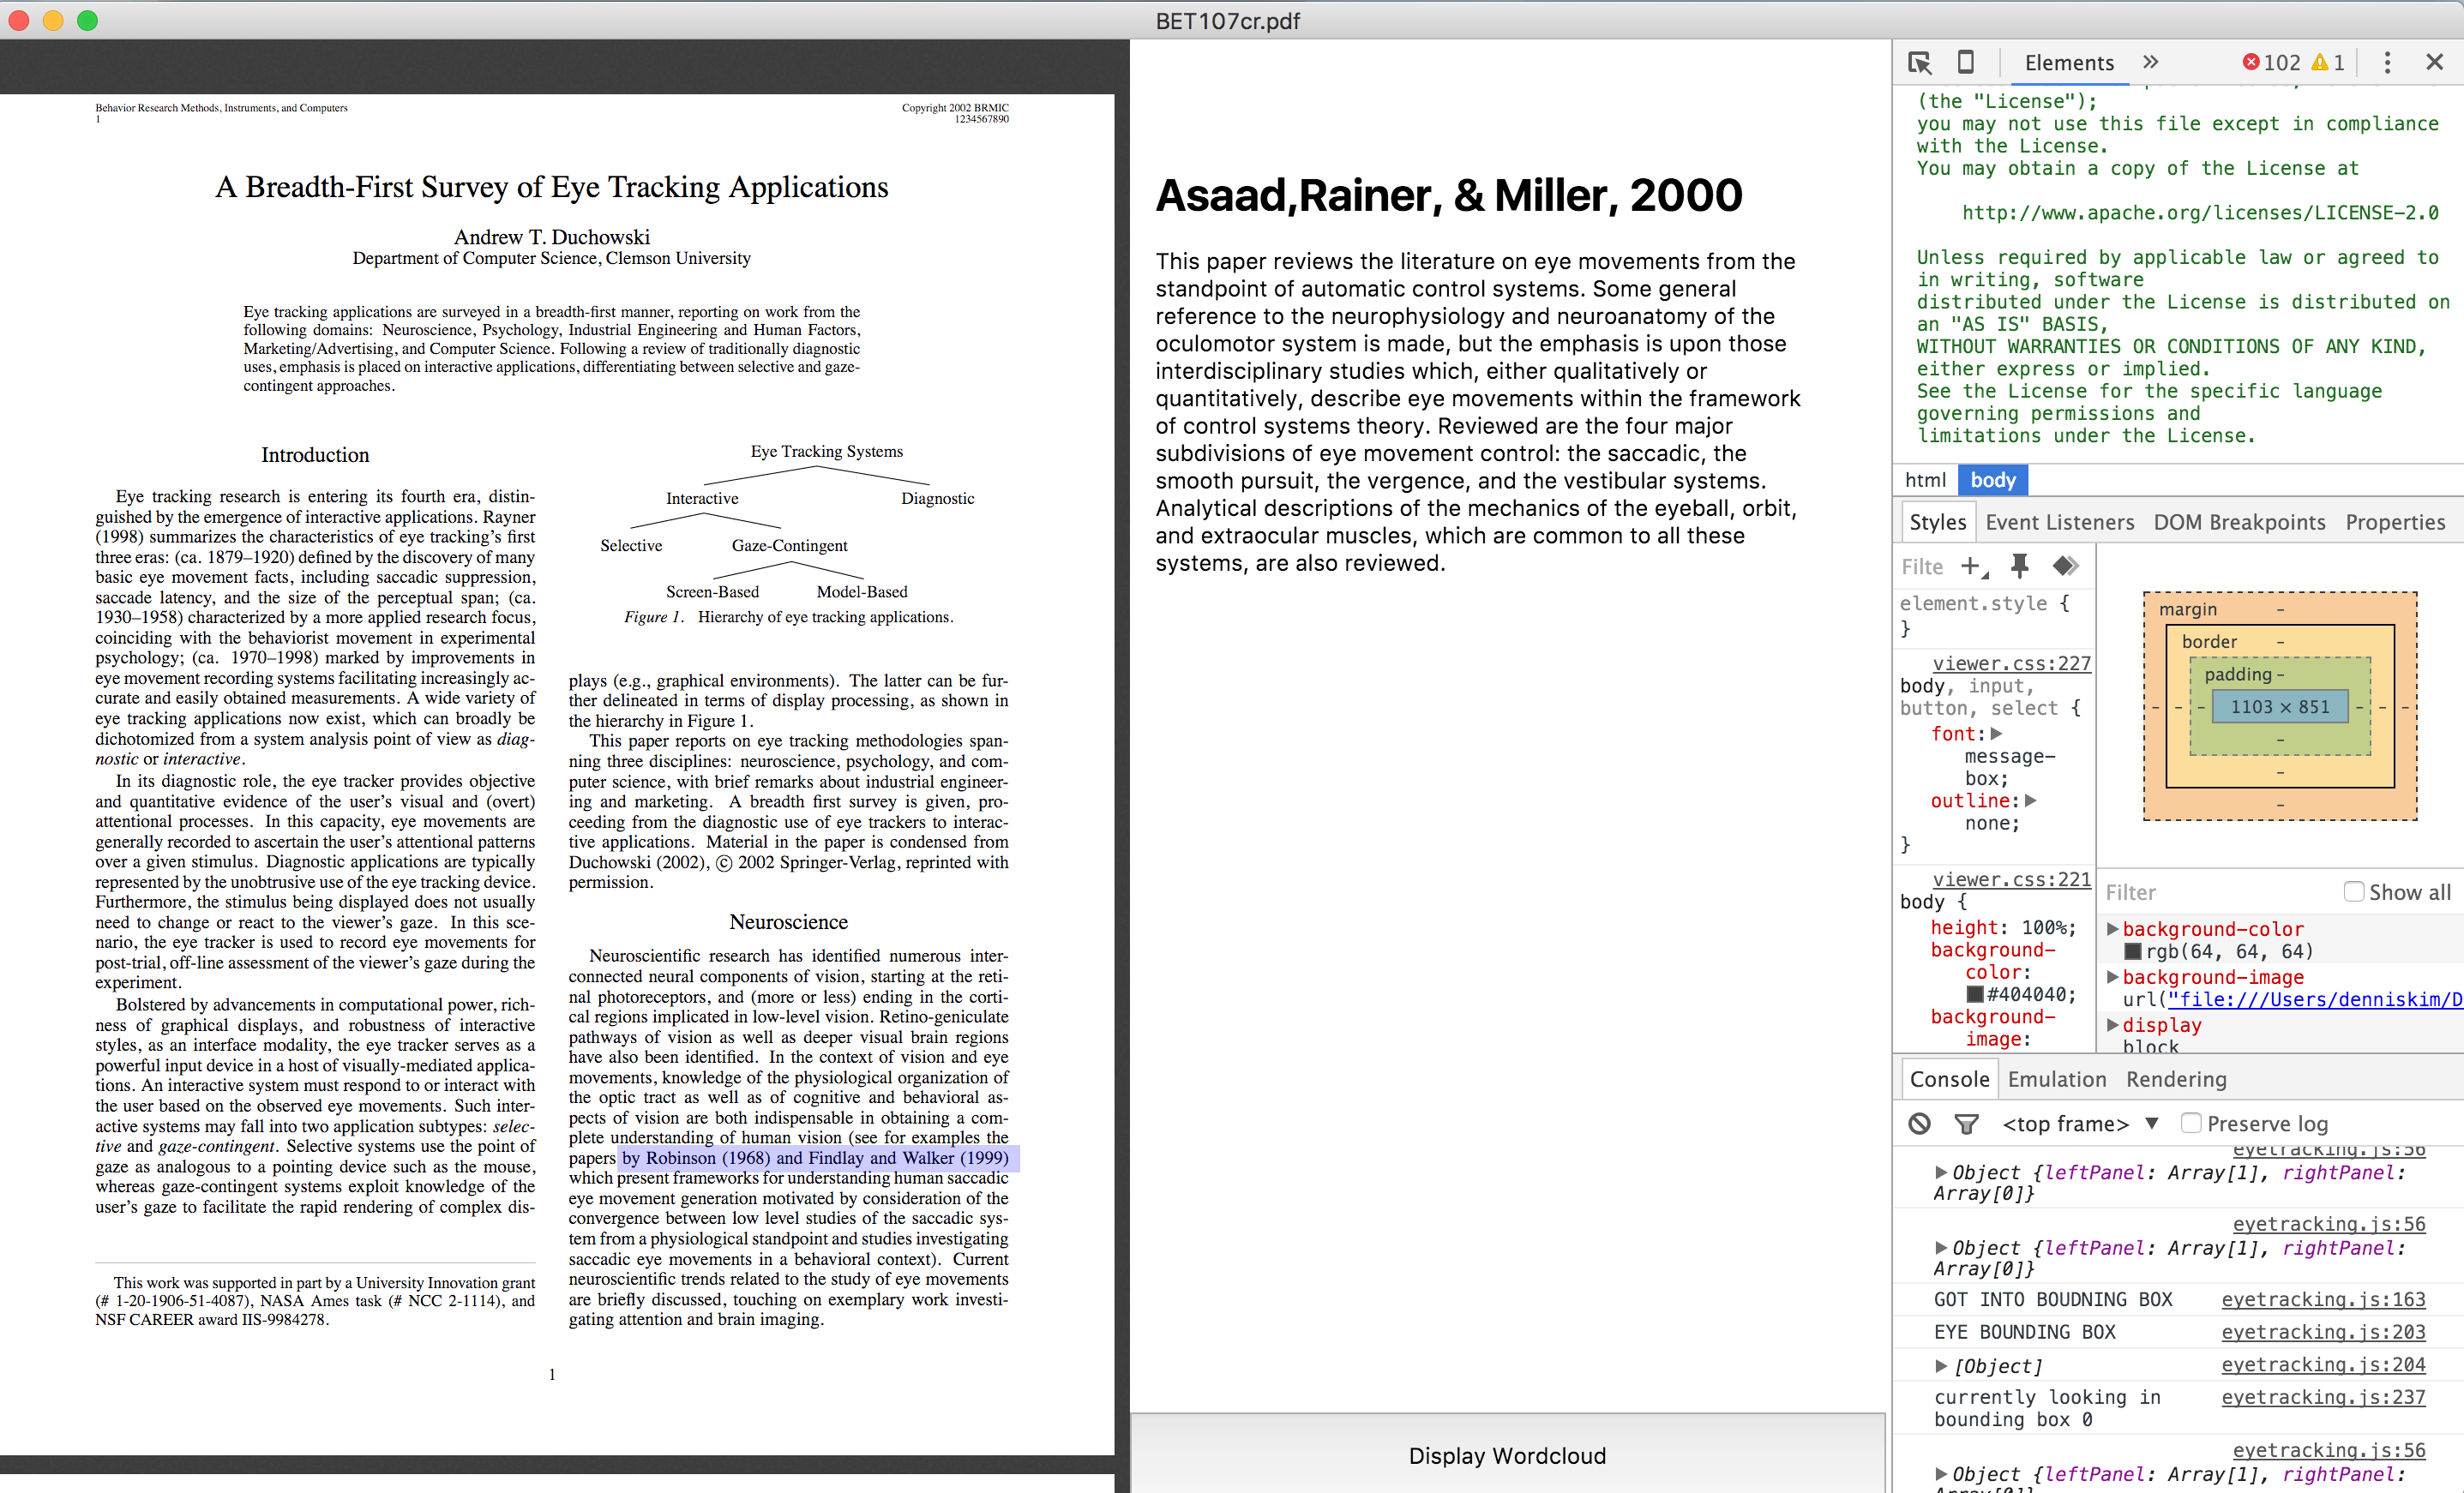 BET107cr.pdf
Behavior Research Methods, Instruments, and Computers
1
Copyright 2002 BRMIC
1234567890
A Breadth-First Survey of Eye Tracking Applications
Andrew T. Duchowski
Department of Computer Science, Clemson University
Eye tracking applications are surveyed in a breadth-first manner, reporting on work from the
following domains: Neuroscience, Psychology, Industrial Engineering and Human Factors,
Marketing/Advertising, and Computer Science. Following a review of traditionally diagnostic
uses, emphasis is placed on interactive applications, differentiating between selective and gaze-
contingent approaches.
Introduction
Eye tracking research is entering its fourth era, distin-
guished by the emergence of interactive applications. Rayner
(1998) summarizes the characteristics of eye tracking's first
three eras: (ca. 1879–1920) defined by the discovery of many
basic eye movement facts, including saccadic suppression,
saccade latency, and the size of the perceptual span; (ca.
1930–1958) characterized by a more applied research focus,
coinciding with the behaviorist movement in experimental
psychology; (ca. 1970–1998) marked by improvements in
eye movement recording systems facilitating increasingly ac-
curate and easily obtained measurements. A wide variety of
eye tracking applications now exist, which can broadly be
dichotomized from a system analysis point of view as diag-
nostic or interactive.
In its diagnostic role, the eye tracker provides objective
and quantitative evidence of the user's visual and (overt)
attentional processes. In this capacity, eye movements are
generally recorded to ascertain the user's attentional patterns
over a given stimulus. Diagnostic applications are typically
represented by the unobtrusive use of the eye tracking device.
Furthermore, the stimulus being displayed does not usually
need to change or react to the viewer's gaze. In this sce-
nario, the eye tracker is used to record eye movements for
post-trial, off-line assessment of the viewer's gaze during the
experiment.
Bolstered by advancements in computational power, rich-
ness of graphical displays, and robustness of interactive
styles, as an interface modality, the eye tracker serves as a
powerful input device in a host of visually-mediated applica-
tions. An interactive system must respond to or interact with
the user based on the observed eye movements. Such inter-
active systems may fall into two application subtypes: selec-
tive and gaze-contingent. Selective systems use the point of
gaze as analogous to a pointing device such as the mouse,
whereas gaze-contingent systems exploit knowledge of the
user's gaze to facilitate the rapid rendering of complex dis-
This work was supported in part by a University Innovation grant
(# 1-20-1906-51-4087), NASA Ames task (# NCC 2-1114), and
NSF CAREER award IIS-9984278.
Eye Tracking Systems
Interactive
Diagnostic
Selective
Gaze-Contingent
Screen-Based
Model-Based
Figure 1. Hierarchy of eye tracking applications.
plays (e.g., graphical environments). The latter can be fur-
ther delineated in terms of display processing, as shown in
the hierarchy in Figure 1.
This paper reports on eye tracking methodologies span-
ning three disciplines: neuroscience, psychology, and com-
puter science, with brief remarks about industrial engineer-
ing and marketing. A breadth first survey is given, pro-
ceeding from the diagnostic use of eye trackers to interac-
tive applications. Material in the paper is condensed from
Duchowski (2002), © 2002 Springer-Verlag, reprinted with
permission.
Neuroscience
Neuroscientific research has identified numerous inter-
connected neural components of vision, starting at the reti-
nal photoreceptors, and (more or less) ending in the corti-
cal regions implicated in low-level vision. Retino-geniculate
pathways of vision as well as deeper visual brain regions
have also been identified. In the context of vision and eye
movements, knowledge of the physiological organization of
the optic tract as well as of cognitive and behavioral as-
pects of vision are both indispensable in obtaining a com-
plete understanding of human vision (see for examples the
papers by Robinson (1968) and Findlay and Walker (1999)
which present frameworks for understanding human saccadic
eye movement generation motivated by consideration of the
convergence between low level studies of the saccadic sys-
tem from a physiological standpoint and studies investigating
saccadic eye movements in a behavioral context). Current
neuroscientific trends related to the study of eye movements
are briefly discussed, touching on exemplary work investi-
gating attention and brain imaging.
1
Asaad,Rainer, & Miller, 2000
This paper reviews the literature on eye movements from the
standpoint of automatic control systems. Some general
reference to the neurophysiology and neuroanatomy of the
oculomotor system is made, but the emphasis is upon those
interdisciplinary studies which, either qualitatively or
quantitatively, describe eye movements within the framework
of control systems theory. Reviewed are the four major
subdivisions of eye movement control: the saccadic, the
smooth pursuit, the vergence, and the vestibular systems.
Analytical descriptions of the mechanics of the eyeball, orbit,
and extraocular muscles, which are common to all these
systems, are also reviewed.
Display Wordcloud
Elements » 102 1
(the "License");
you may not use this file except in compliance
with the License.
You may obtain a copy of the License at
http://www.apache.org/licenses/LICENSE-2.0
Unless required by applicable law or agreed to
in writing, software
distributed under the License is distributed on
an "AS IS" BASIS,
WITHOUT WARRANTIES OR CONDITIONS OF ANY KIND,
either express or implied.
See the License for the specific language
governing permissions and
limitations under the License.
html body
Styles Event Listeners DOM Breakpoints Properties
Filte
element.style {
}
viewer.css:227
body, input,
button, select {
font:
message-
box;
outline:
none;
}
viewer.css:221
body {
height: 100%;
background-
color:
#404040;
background-
image:
margin –
border –
padding –
– – – 1103 × 851 – – –
–
–
–
Filter Show all
background-color
rgb(64, 64, 64)
background-image
url("file:///Users/denniskim/D
display
block
Console Emulation Rendering
<top frame> ▼ Preserve log
eyetracking.js:56
Object {leftPanel: Array[1], rightPanel:
Array[0]}
eyetracking.js:56
Object {leftPanel: Array[1], rightPanel:
Array[0]}
GOT INTO BOUDNING BOX eyetracking.js:163
EYE BOUNDING BOX eyetracking.js:203
[Object] eyetracking.js:204
currently looking in eyetracking.js:237
bounding box 0
eyetracking.js:56
Object {leftPanel: Array[1], rightPanel: